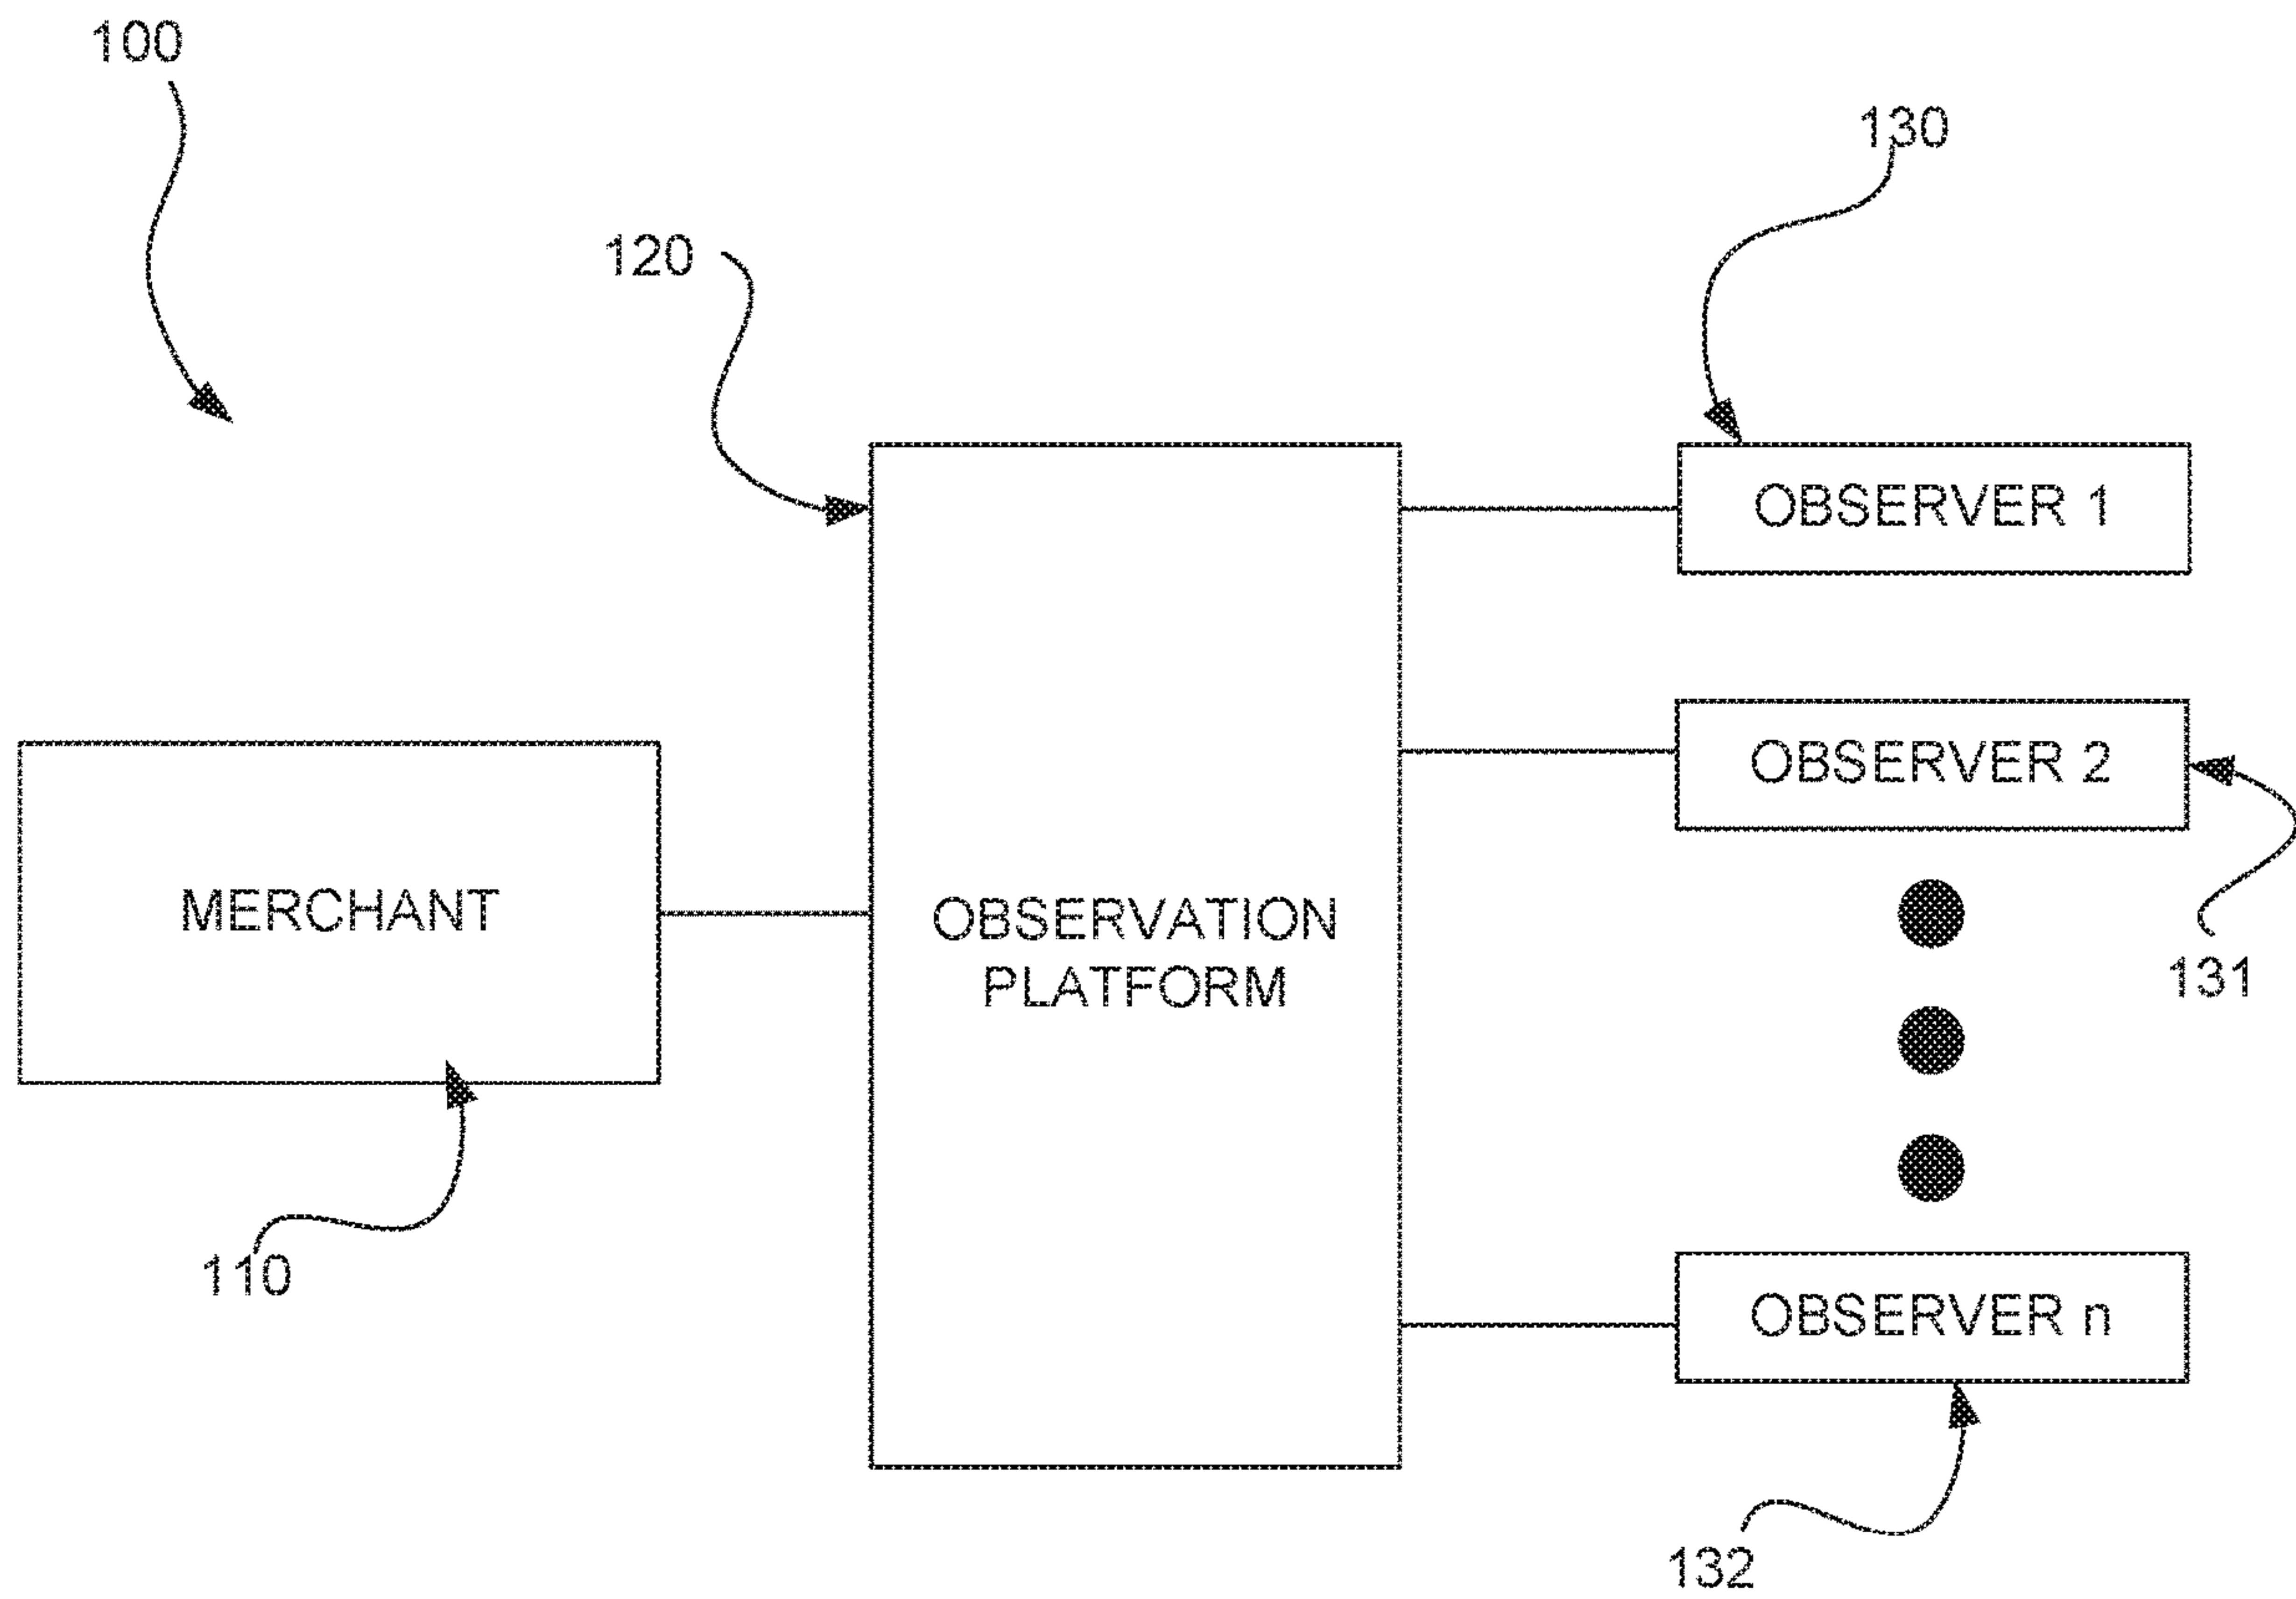 100
130
120
OBSERVER 1
OBSERVER 2
MERCHANT
OBSERVATION
PLATFORM
131
110
OBSERVER n
132